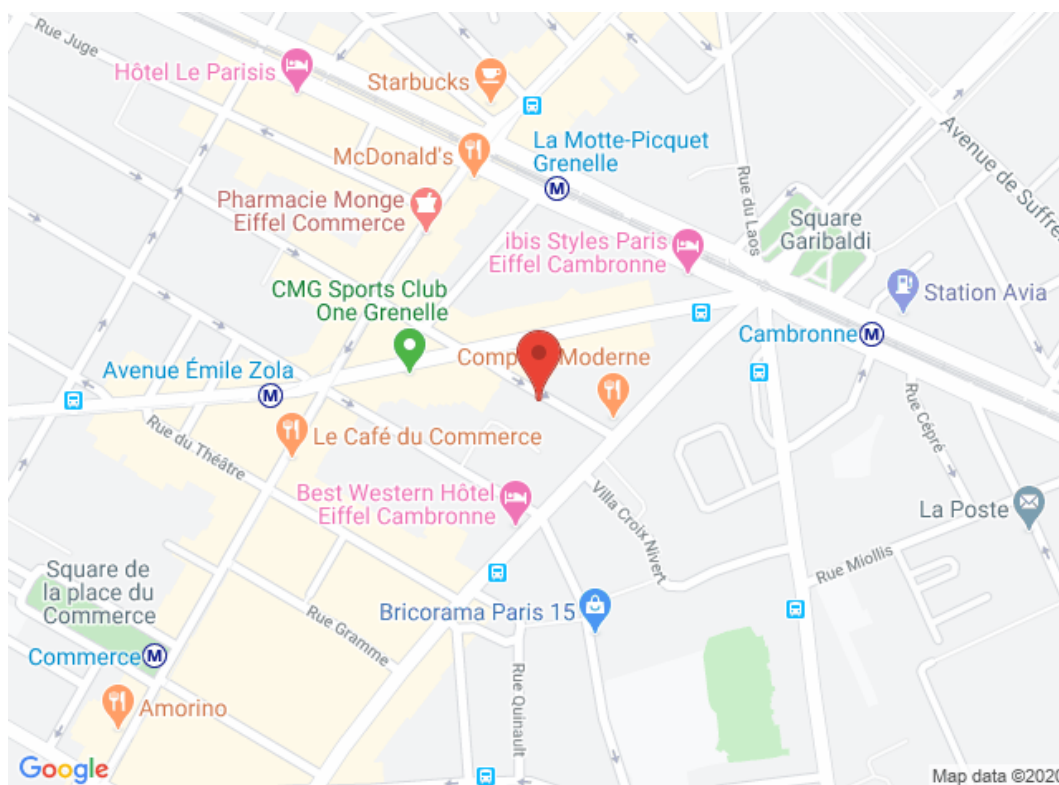 Rue Juge
Hôtel Le Parisis
Starbucks
McDonald's
La Motte-Picquet
Grenelle
Avenue de Suffre
Rue du Laos
Pharmacie Monge
Eiffel Commerce
Square
Garibaldi
ibis Styles Paris
Eiffel Cambronne
CMG Sports Club
One Grenelle
Station Avia
Cambronne
M
M
Avenue Émile Zola
M
Moderne
Rue du Théâtre
Le Café du Commerce
Rue Cépré
Best Western Hôtel
Eiffel Cambronne
Villa Croix Nivert
La Poste
Rue Miollis
Square de
la place du
Commerce
Rue Gramme
Bricorama Paris 15
Commerce
M
Rue Quinault
Amorino
Google
Map data ©2020